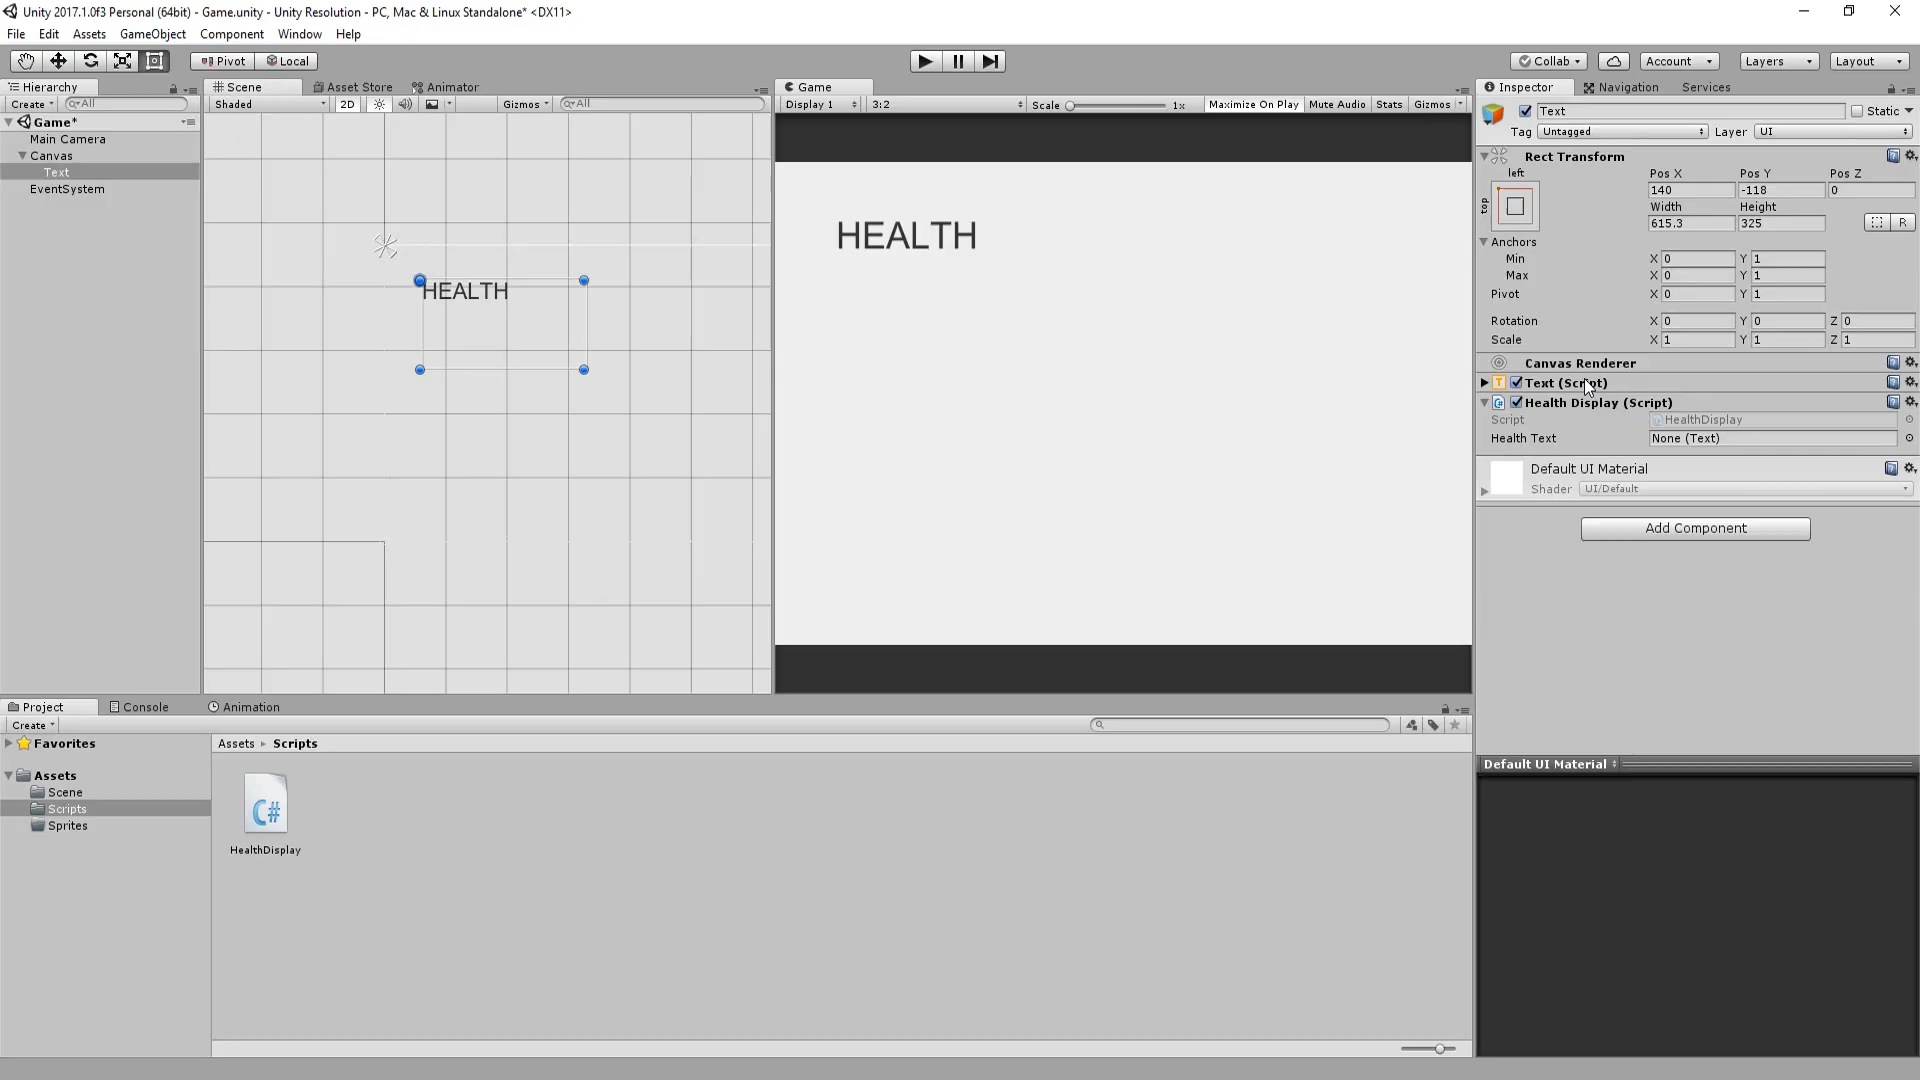 Unity 2017.1.0f3 Personal (64bit) - Game.unity - Unity Resolution - PC, Mac & Linux Standalone* <DX11>
File Edit Assets GameObject Component Window Help
Pivot Local Collab Account Layers Layout
Hierarchy Scene Asset Store Animator Game Inspector Navigation Services
Create All Shaded 2D Gizmos All Display 1 3:2 Scale 1x Maximize On Play Mute Audio Stats Gizmos
Game*
Main Camera
Canvas
Text
EventSystem
HEALTH
HEALTH
Text Static
Tag Untagged Layer UI
Rect Transform
left Pos X Pos Y Pos Z
top 140 -118 0
Width Height
615.3 325 R
Anchors
Min X 0 Y 1
Max X 0 Y 1
Pivot X 0 Y 1
Rotation X 0 Y 0 Z 0
Scale X 1 Y 1 Z 1
Canvas Renderer
T Text (Script)
C# Health Display (Script)
Script HealthDisplay
Health Text None (Text)
Default UI Material
Shader UI/Default
Add Component
Default UI Material
Project Console Animation
Create
Favorites
Assets
Scene
Scripts
Sprites
Assets Scripts
C#
HealthDisplay